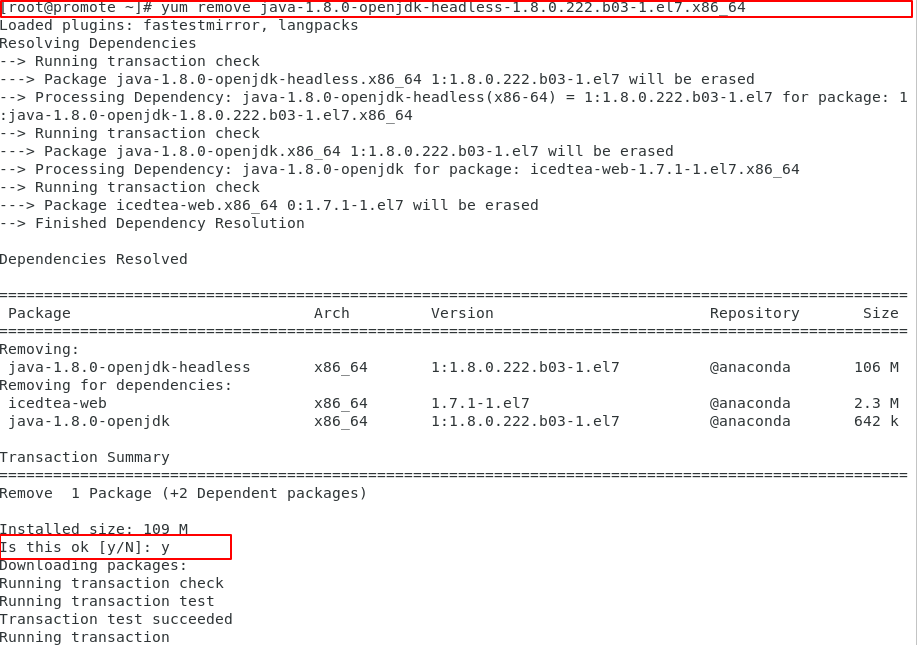 [root@promote ~]# yum remove java-1.8.0-openjdk-headless-1.8.0.222.b03-1.el7.x86_64
Loaded plugins: fastestmirror, langpacks
Resolving Dependencies
--> Running transaction check
---> Package java-1.8.0-openjdk-headless.x86_64 1:1.8.0.222.b03-1.el7 will be erased
--> Processing Dependency: java-1.8.0-openjdk-headless(x86-64) = 1:1.8.0.222.b03-1.el7 for package: 1
:java-1.8.0-openjdk-1.8.0.222.b03-1.el7.x86_64
--> Running transaction check
---> Package java-1.8.0-openjdk.x86_64 1:1.8.0.222.b03-1.el7 will be erased
--> Processing Dependency: java-1.8.0-openjdk for package: icedtea-web-1.7.1-1.el7.x86_64
--> Running transaction check
---> Package icedtea-web.x86_64 0:1.7.1-1.el7 will be erased
--> Finished Dependency Resolution
Dependencies Resolved
=====================================================================================================
Package Arch Version Repository Size
=====================================================================================================
Removing:
java-1.8.0-openjdk-headless x86_64 1:1.8.0.222.b03-1.el7 @anaconda 106 M
Removing for dependencies:
icedtea-web x86_64 1.7.1-1.el7 @anaconda 2.3 M
java-1.8.0-openjdk x86_64 1:1.8.0.222.b03-1.el7 @anaconda 642 k
Transaction Summary
=====================================================================================================
Remove  1 Package (+2 Dependent packages)
Installed size: 109 M
Is this ok [y/N]: y
Downloading packages:
Running transaction check
Running transaction test
Transaction test succeeded
Running transaction